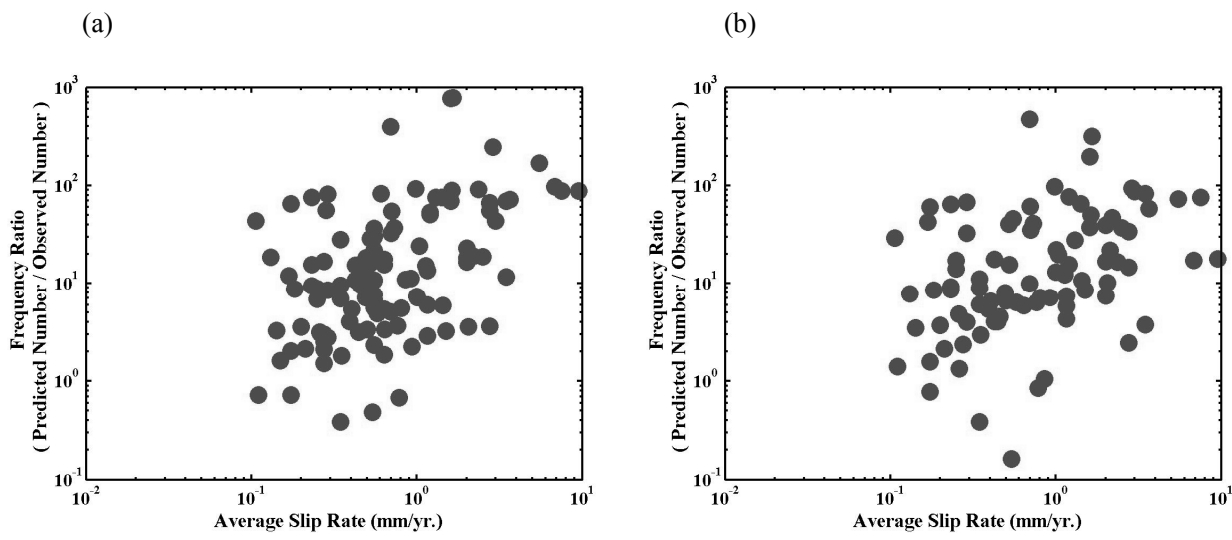 (a)
(b)
10³
10²
10¹
10⁰
10⁻¹
10⁻²
10⁻¹
10⁰
10¹
Frequency Ratio
( Predicted Number / Observed Number )
Average Slip Rate (mm/yr.)
10³
10²
10¹
10⁰
10⁻¹
10⁻²
10⁻¹
10⁰
10¹
Frequency Ratio
( Predicted Number / Observed Number )
Average Slip Rate (mm/yr.)